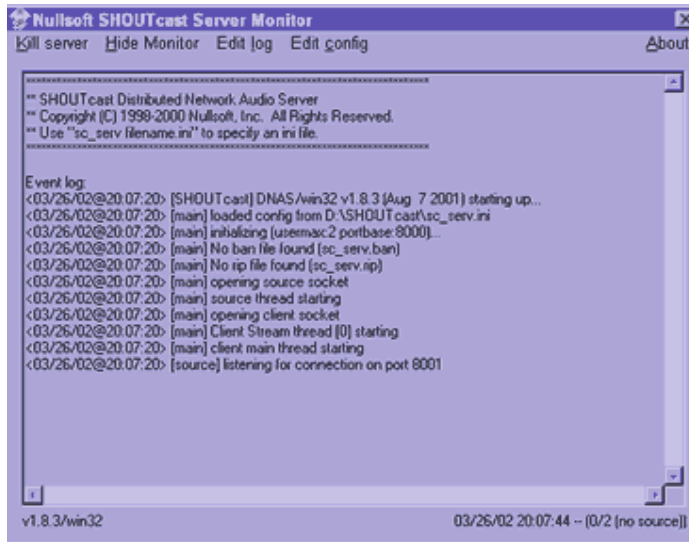 Nullsoft SHOUTcast Server Monitor
Kill server Hide Monitor Edit log Edit config About
** SHOUTcast Distributed Network Audio Server
** Copyright (C) 1998-2000 Nullsoft, Inc. All Rights Reserved.
** Use "sc_serv filename.ini" to specify an ini file.
Event log:
<03/26/02@20:07:20> [SHOUTcast] DNAS/win32 v1.8.3 (Aug 7 2001) starting up...
<03/26/02@20:07:20> [main] loaded config from D:\SHOUTcast\sc_serv.ini
<03/26/02@20:07:20> [main] initializing (usermax:2 portbase:8000)...
<03/26/02@20:07:20> [main] No ban file found (sc_serv.ban)
<03/26/02@20:07:20> [main] No rip file found (sc_serv.rip)
<03/26/02@20:07:20> [main] opening source socket
<03/26/02@20:07:20> [main] source thread starting
<03/26/02@20:07:20> [main] opening client socket
<03/26/02@20:07:20> [main] Client Stream thread [0] starting
<03/26/02@20:07:20> [main] client main thread starting
<03/26/02@20:07:20> [source] listening for connection on port 8001
v1.8.3/win32 03/26/02 20:07:44 -- (0/2 (no source))